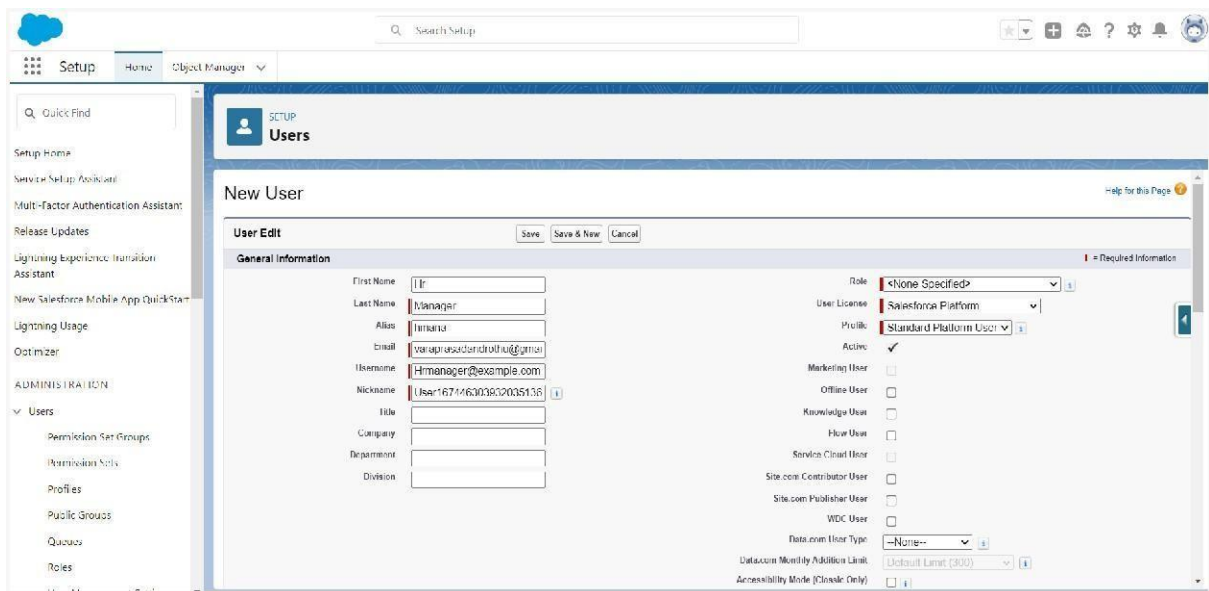 Search Setup
Setup
Home
Object Manager
Quick Find
Setup Home
Service Setup Assistant
Multi-Factor Authentication Assistant
Release Updates
Lightning Experience Transition
Assistant
New Salesforce Mobile App QuickStart
Lightning Usage
Optimizer
ADMINISTRATION
Users
Permission Set Groups
Permission Sets
Profiles
Public Groups
Queues
Roles
SETUP
Users
New User
Help for this Page
User Edit
Save
Save & New
Cancel
General Information
= Required Information
First Name
Hr
Last Name
Manager
Alias
hmana
Email
varaprasadandrothu@gmai
Username
Hrmanager@example.com
Nickname
User167446303932035136
Title
Company
Department
Division
Role
<None Specified>
User License
Salesforce Platform
Profile
Standard Platform User
Active
Marketing User
Offline User
Knowledge User
Flow User
Service Cloud User
Site.com Contributor User
Site.com Publisher User
WDC User
Data.com User Type
--None--
Data.com Monthly Addition Limit
Default Limit (300)
Accessibility Mode (Classic Only)